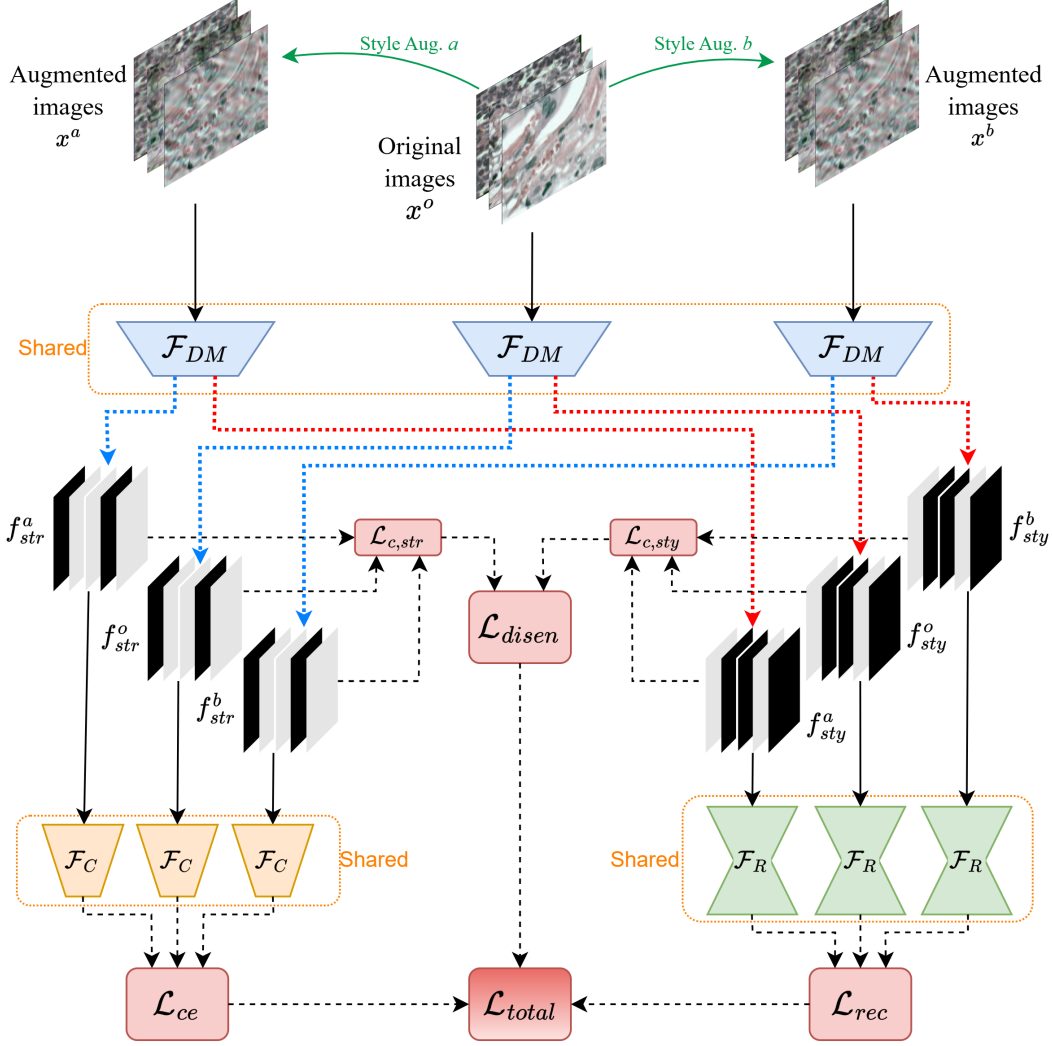 Style Aug. a
Style Aug. b
Augmented
images
x^a
Original
images
x^o
Augmented
images
x^b
Shared
F_DM
F_DM
F_DM
f^a_str
L_c,str
L_c,sty
f^b_sty
f^o_str
L_disen
f^o_sty
f^b_str
f^a_sty
F_C
F_C
F_C
Shared
Shared
F_R
F_R
F_R
L_ce
L_total
L_rec